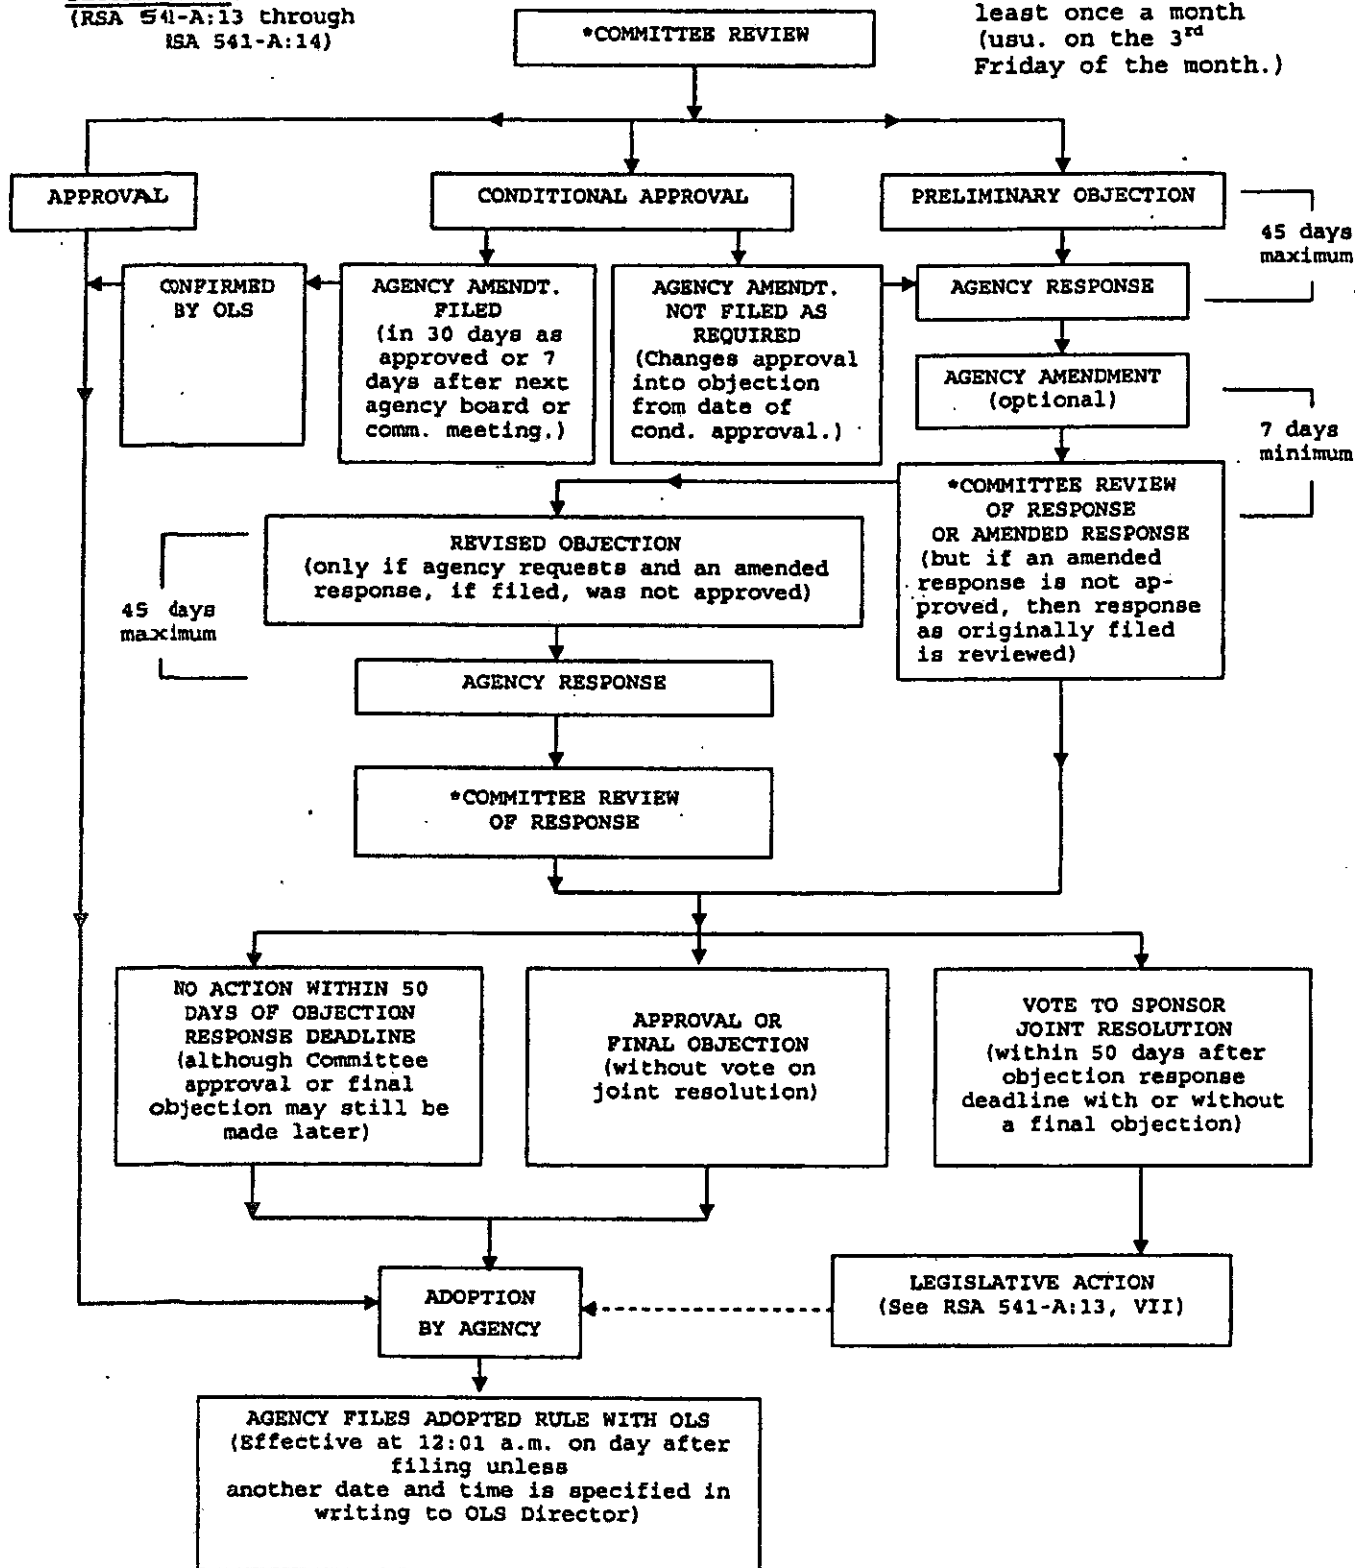 (RSA 541-A:13 through
RSA 541-A:14)
*COMMITTEE REVIEW
least once a month
(usu. on the 3rd
Friday of the month.)
APPROVAL
CONDITIONAL APPROVAL
PRELIMINARY OBJECTION
45 days
maximum
CONFIRMED
BY OLS
AGENCY AMENDT.
FILED
(in 30 days as
approved or 7
days after next
agency board or
comm. meeting.)
AGENCY AMENDT.
NOT FILED AS
REQUIRED
(Changes approval
into objection
from date of
cond. approval.)
AGENCY RESPONSE
AGENCY AMENDMENT
(optional)
7 days
minimum
*COMMITTEE REVIEW
OF RESPONSE
OR AMENDED RESPONSE
(but if an amended
response is not ap-
proved, then response
as originally filed
is reviewed)
REVISED OBJECTION
(only if agency requests and an amended
response, if filed, was not approved)
45 days
maximum
AGENCY RESPONSE
*COMMITTEE REVIEW
OF RESPONSE
NO ACTION WITHIN 50
DAYS OF OBJECTION
RESPONSE DEADLINE
(although Committee
approval or final
objection may still be
made later)
APPROVAL OR
FINAL OBJECTION
(without vote on
joint resolution)
VOTE TO SPONSOR
JOINT RESOLUTION
(within 50 days after
objection response
deadline with or without
a final objection)
ADOPTION
BY AGENCY
LEGISLATIVE ACTION
(See RSA 541-A:13, VII)
AGENCY FILES ADOPTED RULE WITH OLS
(Effective at 12:01 a.m. on day after
filing unless
another date and time is specified in
writing to OLS Director)